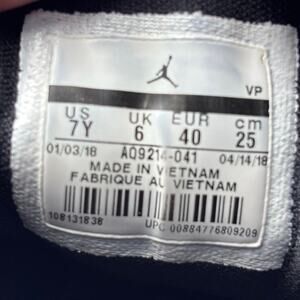 VP
US UK EUR cm
7Y 6 40 25
01/03/18 AQ9214-041 04/14/18
MADE IN VIETNAM
FABRIQUE AU VIETNAM
108131838
UPC 00884776809209